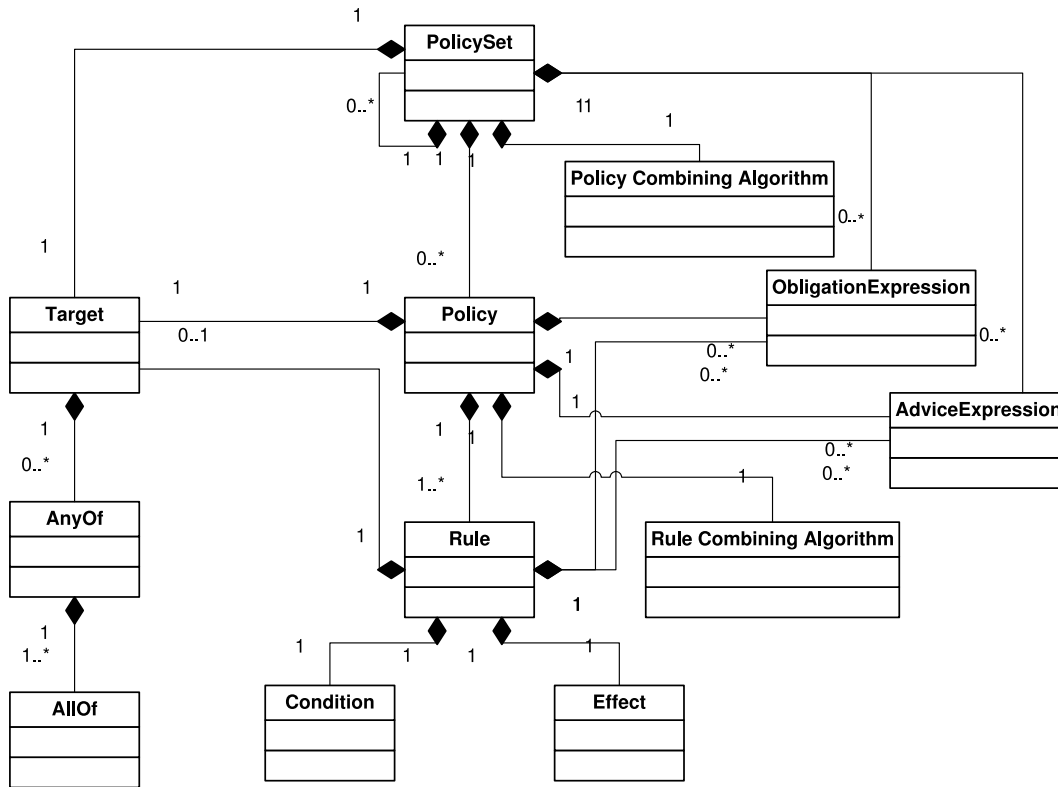 1
PolicySet
0..*
11
1
1
1
1
Policy Combining Algorithm
0..*
1
0..*
ObligationExpression
1
1
Target
Policy
0..1
0..*
0..*
1
0..*
AdviceExpression
1
1
1
1
0..*
0..*
0..*
1..*
1
AnyOf
1
Rule
Rule Combining Algorithm
1
1
1..*
1
1
1
1
AllOf
Condition
Effect